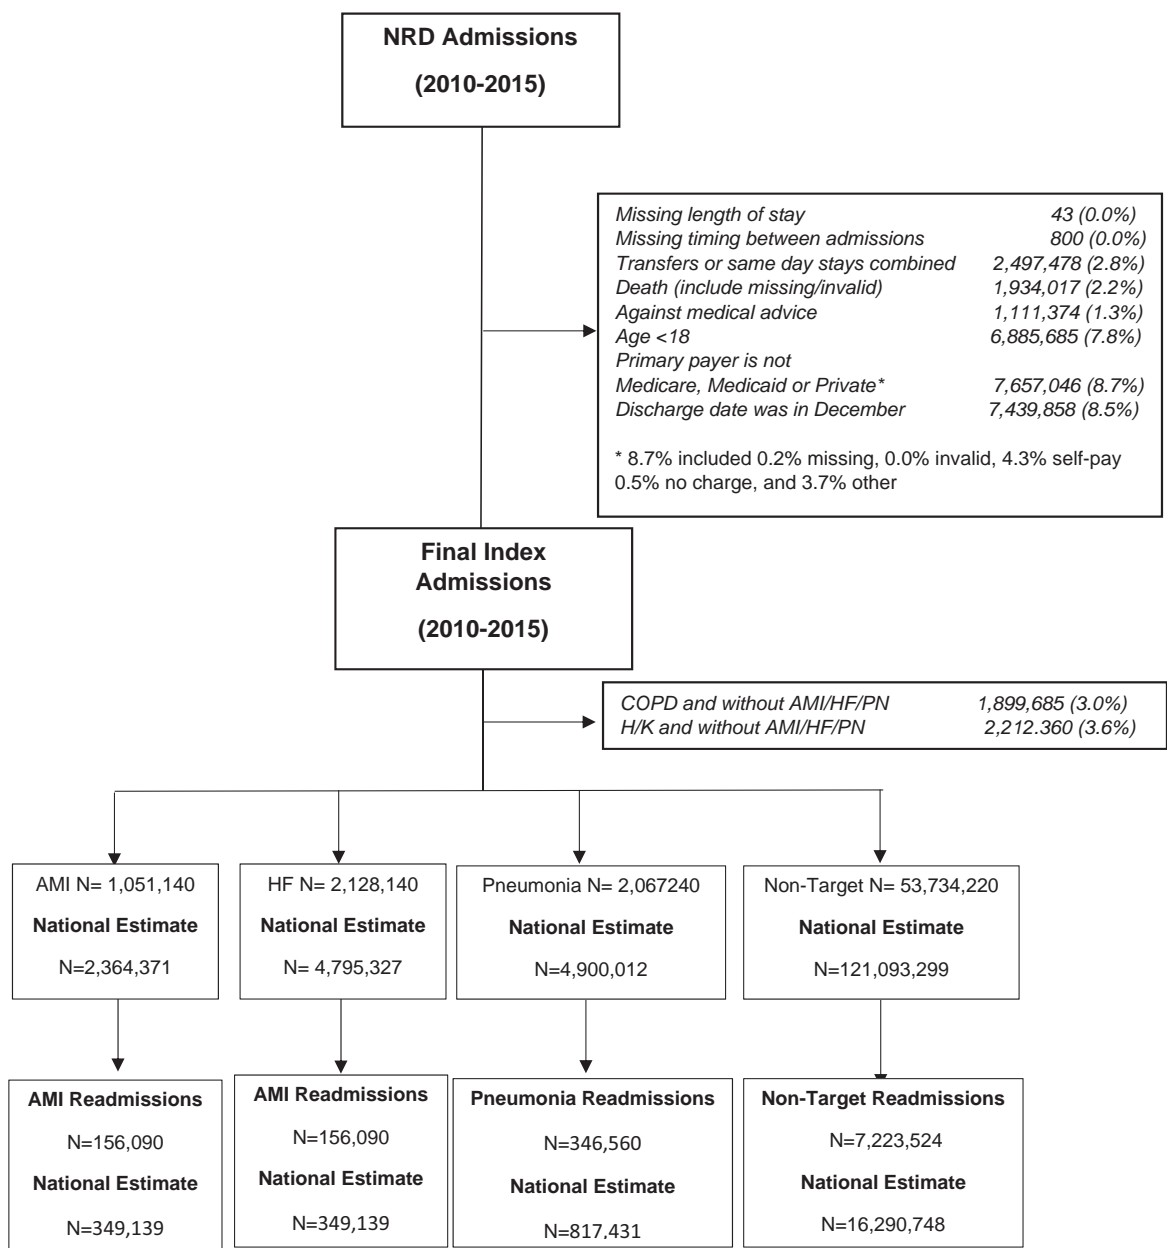 NRD Admissions
(2010-2015)
Missing length of stay 43 (0.0%)
Missing timing between admissions 800 (0.0%)
Transfers or same day stays combined 2,497,478 (2.8%)
Death (include missing/invalid) 1,934,017 (2.2%)
Against medical advice 1,111,374 (1.3%)
Age <18 6,885,685 (7.8%)
Primary payer is not
Medicare, Medicaid or Private* 7,657,046 (8.7%)
Discharge date was in December 7,439,858 (8.5%)
* 8.7% included 0.2% missing, 0.0% invalid, 4.3% self-pay
0.5% no charge, and 3.7% other
Final Index
Admissions
(2010-2015)
COPD and without AMI/HF/PN 1,899,685 (3.0%)
H/K and without AMI/HF/PN 2,212.360 (3.6%)
AMI N= 1,051,140
National Estimate
N=2,364,371
HF N= 2,128,140
National Estimate
N= 4,795,327
Pneumonia N= 2,067240
National Estimate
N=4,900,012
Non-Target N= 53,734,220
National Estimate
N=121,093,299
AMI Readmissions
N=156,090
National Estimate
N=349,139
AMI Readmissions
N=156,090
National Estimate
N=349,139
Pneumonia Readmissions
N=346,560
National Estimate
N=817,431
Non-Target Readmissions
N=7,223,524
National Estimate
N=16,290,748